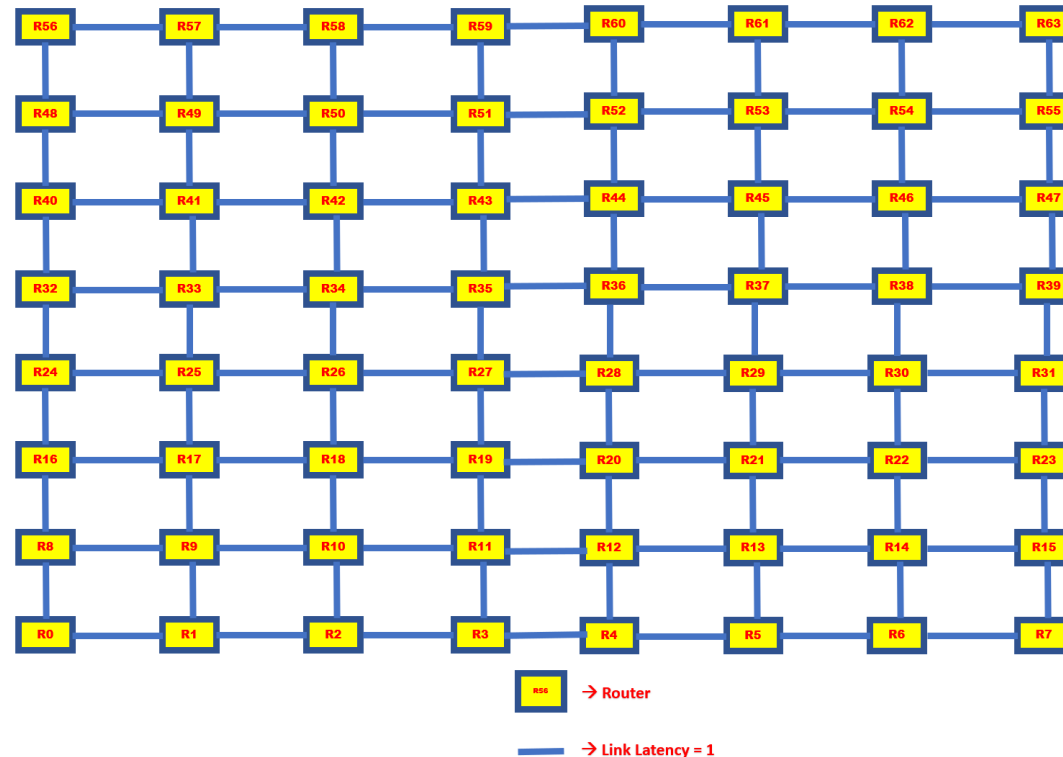 R56 R57 R58 R59 R60 R61 R62 R63
R48 R49 R50 R51 R52 R53 R54 R55
R40 R41 R42 R43 R44 R45 R46 R47
R32 R33 R34 R35 R36 R37 R38 R39
R24 R25 R26 R27 R28 R29 R30 R31
R16 R17 R18 R19 R20 R21 R22 R23
R8 R9 R10 R11 R12 R13 R14 R15
R0 R1 R2 R3 R4 R5 R6 R7
R56 → Router
→ Link Latency = 1